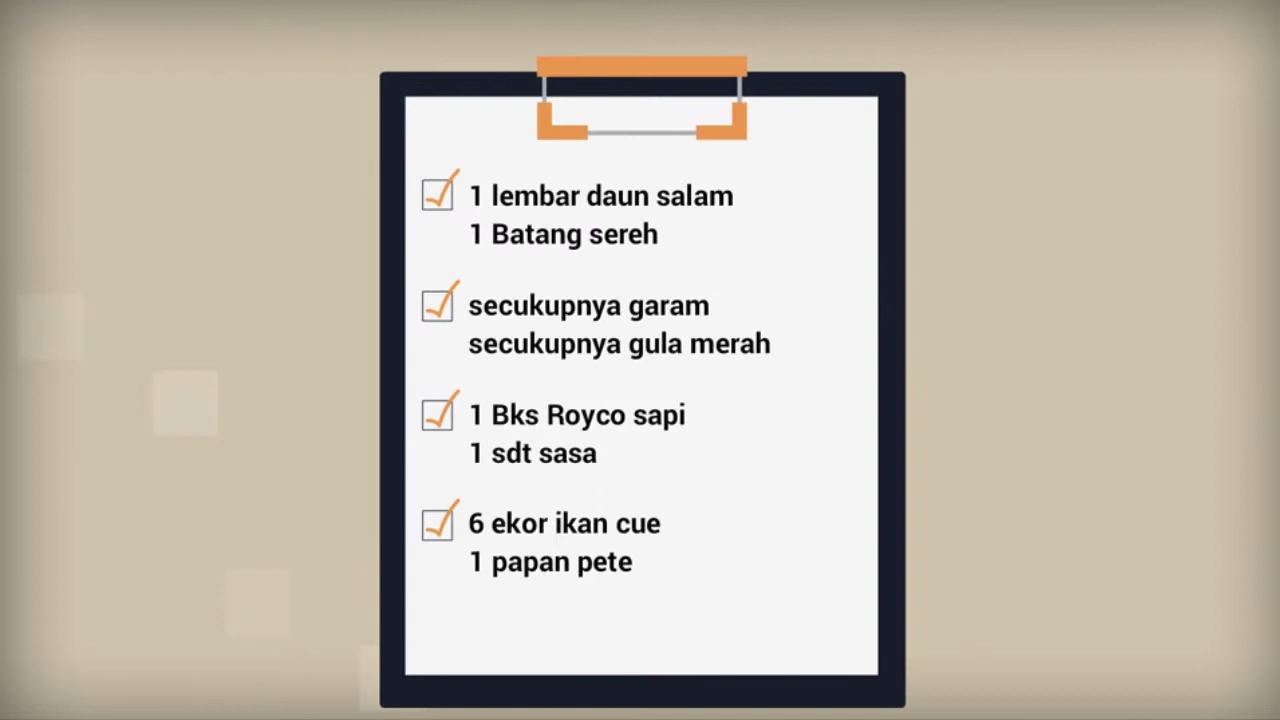 1 lembar daun salam
1 Batang sereh
secukupnya garam
secukupnya gula merah
1 Bks Royco sapi
1 sdt sasa
6 ekor ikan cue
1 papan pete